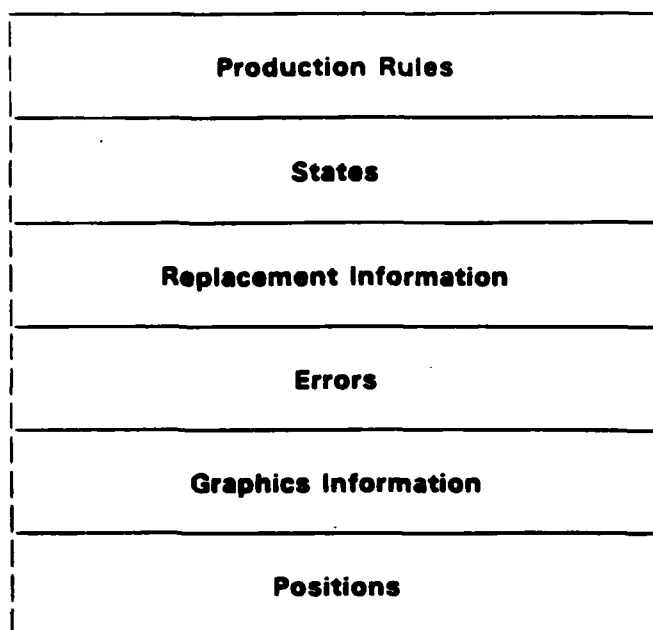 Production Rules
States
Replacement Information
Errors
Graphics Information
Positions